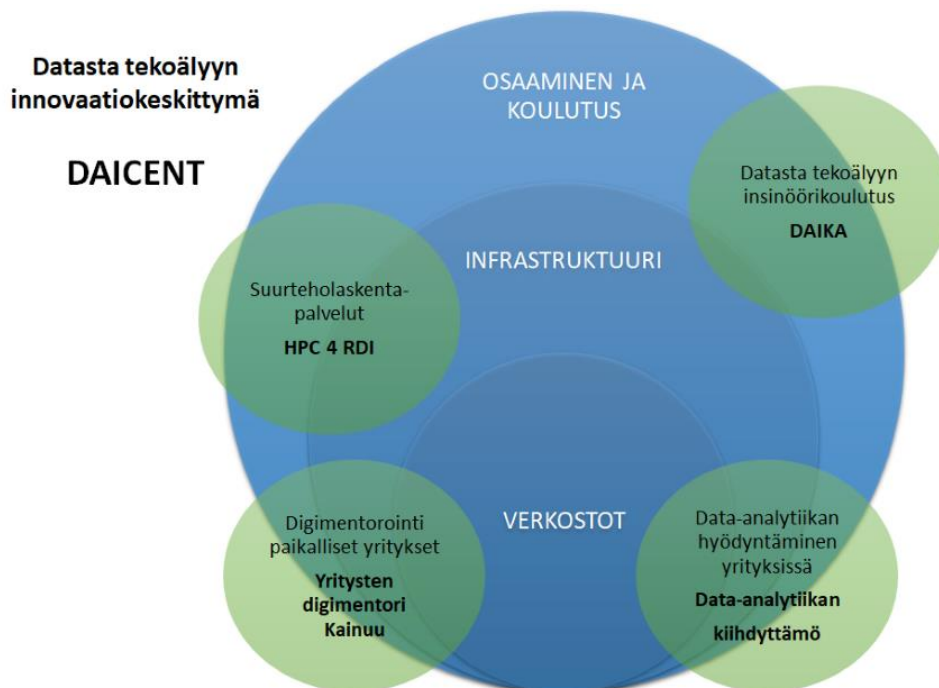 Datasta tekoälyyn
innovaatiokeskittymä
DAICENT
OSAAMINEN JA
KOULUTUS
Datasta tekoälyyn
insinöörikoulutus
DAIKA
INFRASTRUKTUURI
Suurteholaskenta-
palvelut
HPC 4 RDI
VERKOSTOT
Digimentorointi
paikalliset yritykset
Yritysten
digimentori
Kainuu
Data-analytiikan
hyödyntäminen
yrityksissä
Data-analytiikan
kiihdyttämö